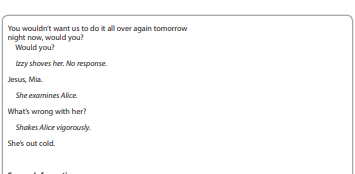 You wouldn't want us to do it all over again tomorrow
night now, would you?
Would you?
Izzy shoves her. No response.
Jesus, Mia.
She examines Alice.
What's wrong with her?
Shakes Alice vigorously.
She's out cold.